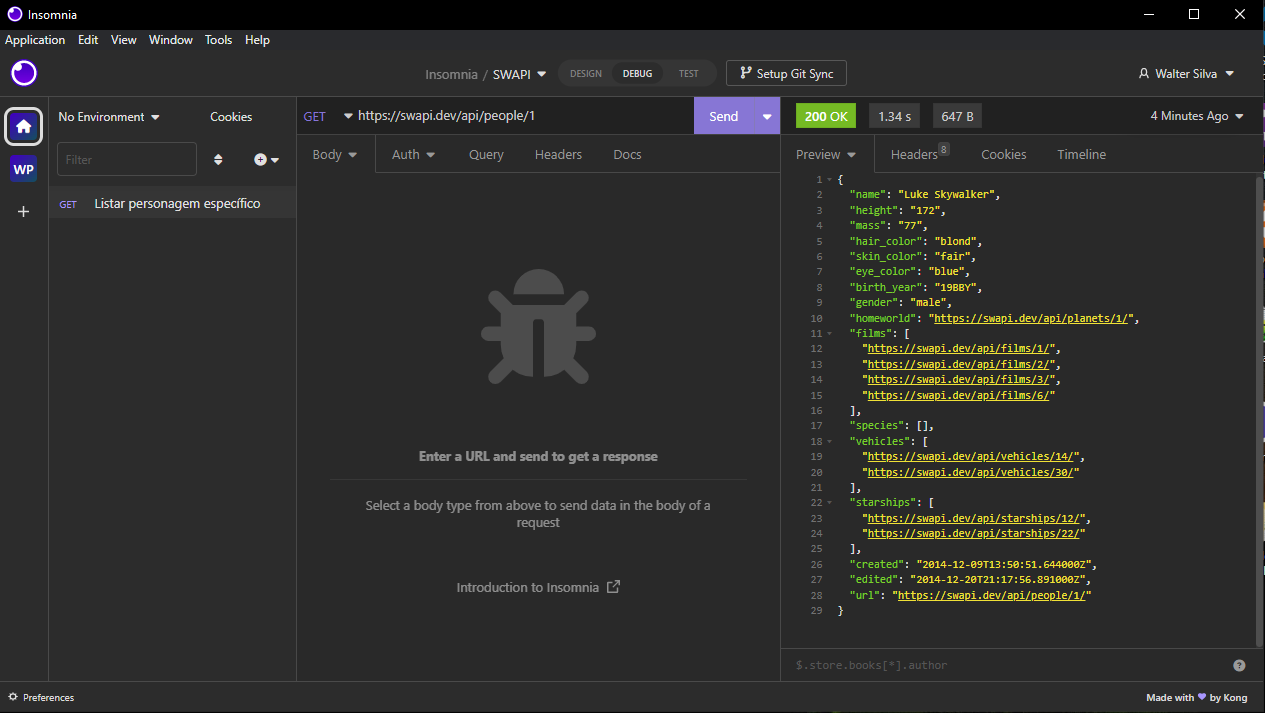 Insomnia
Application Edit View Window Tools Help
Insomnia / SWAPI
DESIGN DEBUG TEST
Setup Git Sync
Walter Silva
No Environment Cookies
Filter
WP
GET Listar personagem específico
GET https://swapi.dev/api/people/1 Send
Body Auth Query Headers Docs
Enter a URL and send to get a response
Select a body type from above to send data in the body of a
request
Introduction to Insomnia
200 OK 1.34 s 647 B 4 Minutes Ago
Preview Headers 8 Cookies Timeline
1 {
2 "name": "Luke Skywalker",
3 "height": "172",
4 "mass": "77",
5 "hair_color": "blond",
6 "skin_color": "fair",
7 "eye_color": "blue",
8 "birth_year": "19BBY",
9 "gender": "male",
10 "homeworld": "https://swapi.dev/api/planets/1/",
11 "films": [
12 "https://swapi.dev/api/films/1/",
13 "https://swapi.dev/api/films/2/",
14 "https://swapi.dev/api/films/3/",
15 "https://swapi.dev/api/films/6/"
16 ],
17 "species": [],
18 "vehicles": [
19 "https://swapi.dev/api/vehicles/14/",
20 "https://swapi.dev/api/vehicles/30/"
21 ],
22 "starships": [
23 "https://swapi.dev/api/starships/12/",
24 "https://swapi.dev/api/starships/22/"
25 ],
26 "created": "2014-12-09T13:50:51.644000Z",
27 "edited": "2014-12-20T21:17:56.891000Z",
28 "url": "https://swapi.dev/api/people/1/"
29 }
$.store.books[*].author
Preferences
Made with ♥ by Kong